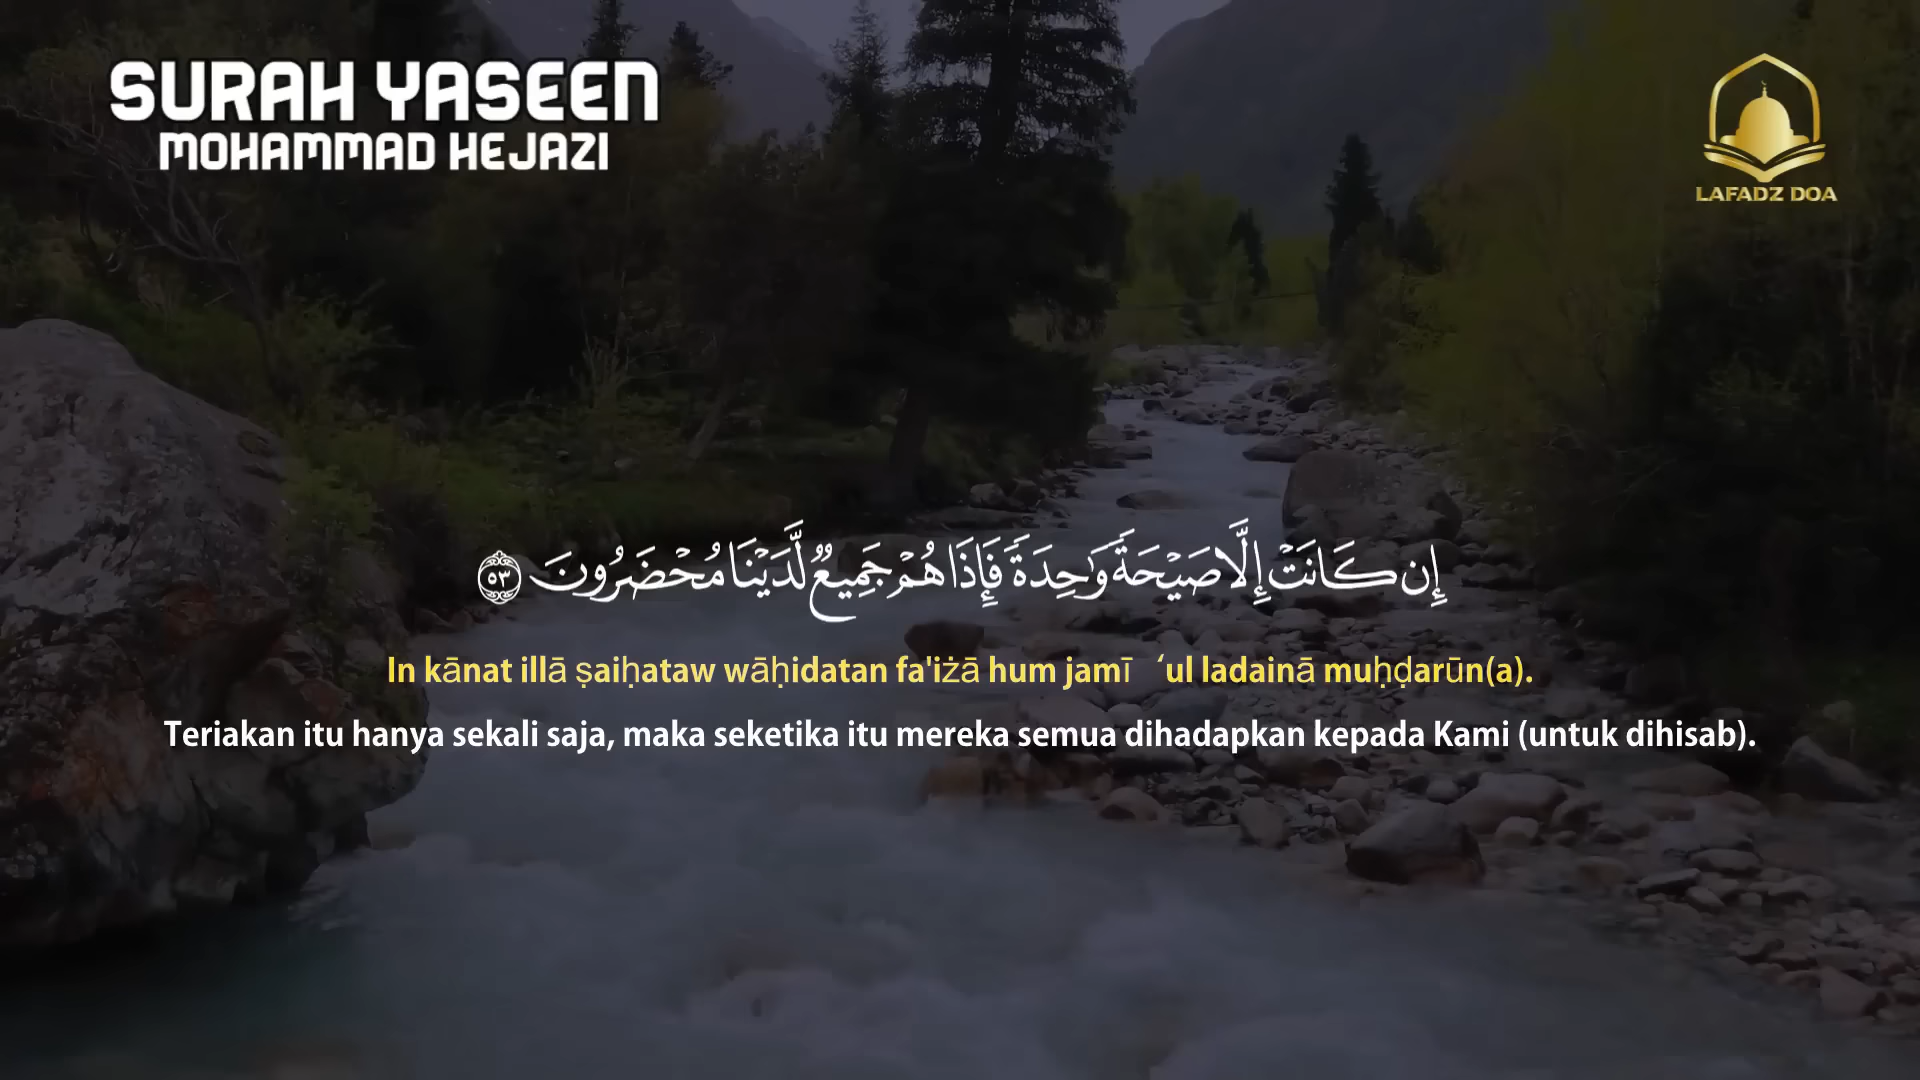 SURAH YASEEN
MOHAMMAD HEJAZI
LAFADZ DOA
إِن كَانَتْ إِلَّا صَيْحَةً وَٰحِدَةً فَإِذَا هُمْ جَمِيعٌ لَّدَيْنَا مُحْضَرُونَ ٥٣
In kānat illā ṣaiḥataw wāḥidatan fa'iżā hum jamī ‘ul ladainā muḥḍarūn(a).
Teriakan itu hanya sekali saja, maka seketika itu mereka semua dihadapkan kepada Kami (untuk dihisab).